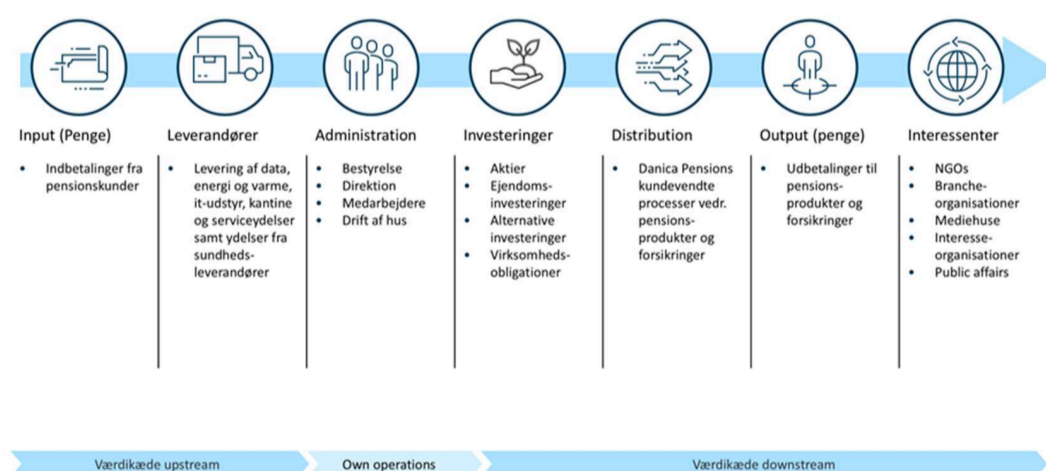 Input (Penge)
• Indbetalinger fra
pensionskunder
Leverandører
• Levering af data,
energi og varme,
it-udstyr, kantine
og serviceydelser
samt ydelser fra
sundheds-
leverandører
Administration
• Bestyrelse
• Direktion
• Medarbejdere
• Drift af hus
Investeringer
• Aktier
• Ejendoms-
investeringer
• Alternative
investeringer
• Virksomheds-
obligationer
Distribution
• Danica Pensions
kundevendte
processer vedr.
pensions-
produkter og
forsikringer
Output (penge)
• Udbetalinger til
pensions-
produkter og
forsikringer
Interessenter
• NGOs
• Branche-
organisationer
• Mediehuse
• Interesse-
organisationer
• Public affairs
Værdikæde upstream
Own operations
Værdikæde downstream